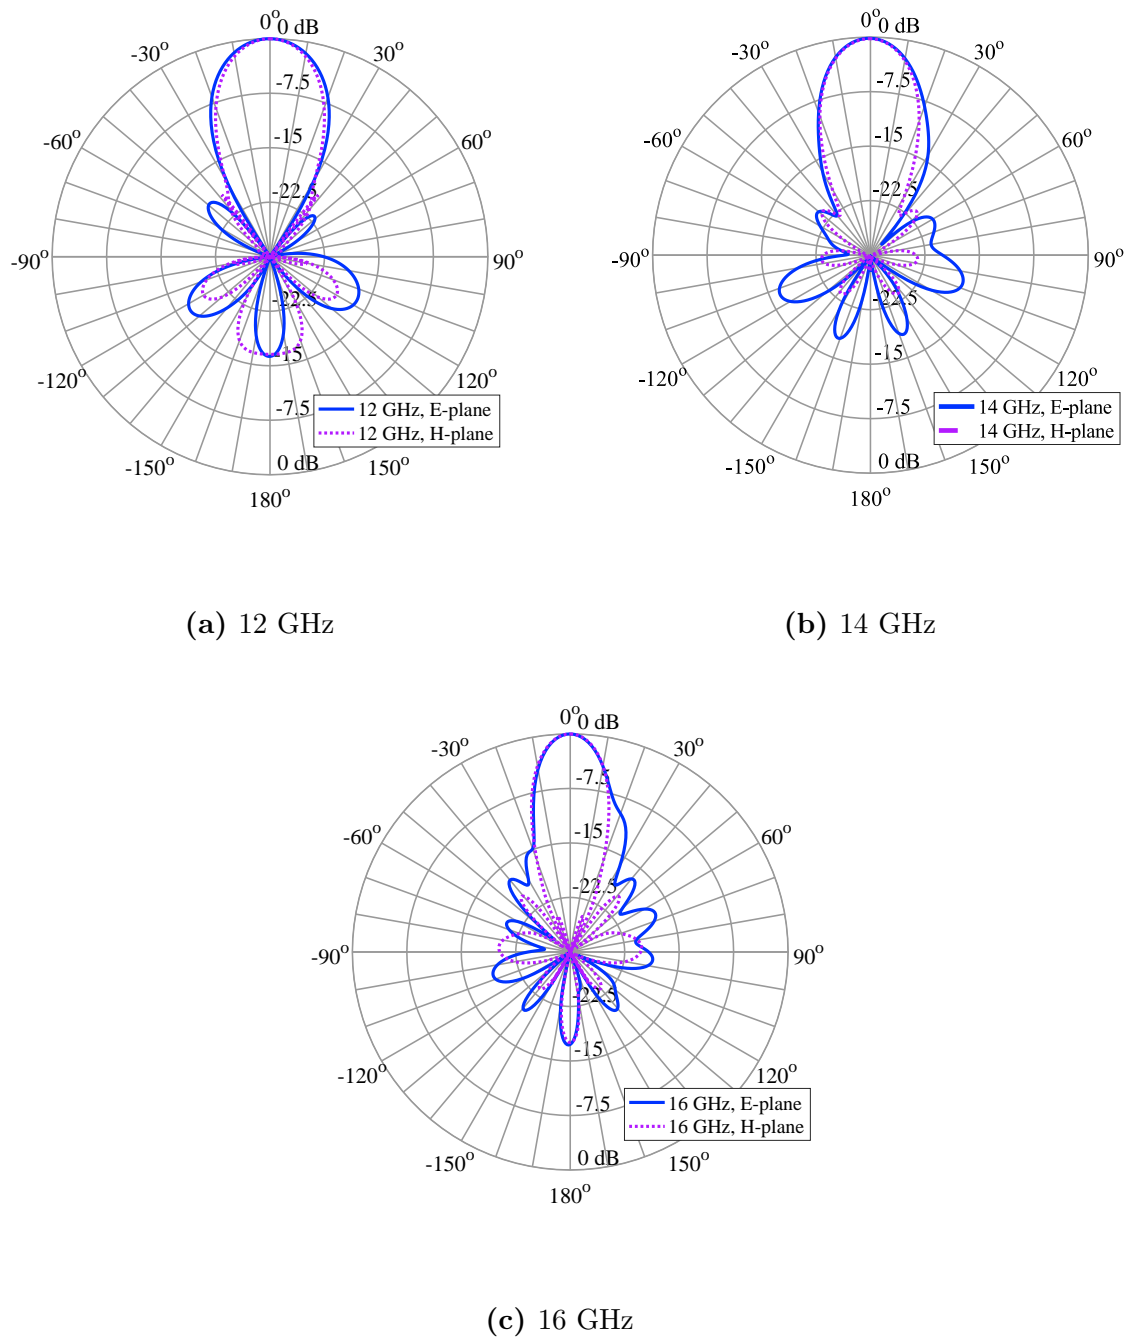 0° 0 dB
-30° 30°
-7.5
-60° 60°
-15
-22.5
-90° 90°
-22.5
-15
-120° 120°
-7.5
12 GHz, E-plane
12 GHz, H-plane
-150° 150°
0 dB
180°
(a) 12 GHz
0° 0 dB
-30° 30°
-7.5
-60° 60°
-15
-22.5
-90° 90°
-22.5
-15
-120° 120°
-7.5
14 GHz, E-plane
14 GHz, H-plane
-150° 150°
0 dB
180°
(b) 14 GHz
0° 0 dB
-30° 30°
-7.5
-60° 60°
-15
-22.5
-90° 90°
-22.5
-15
-120° 120°
-7.5
16 GHz, E-plane
16 GHz, H-plane
-150° 150°
0 dB
180°
(c) 16 GHz